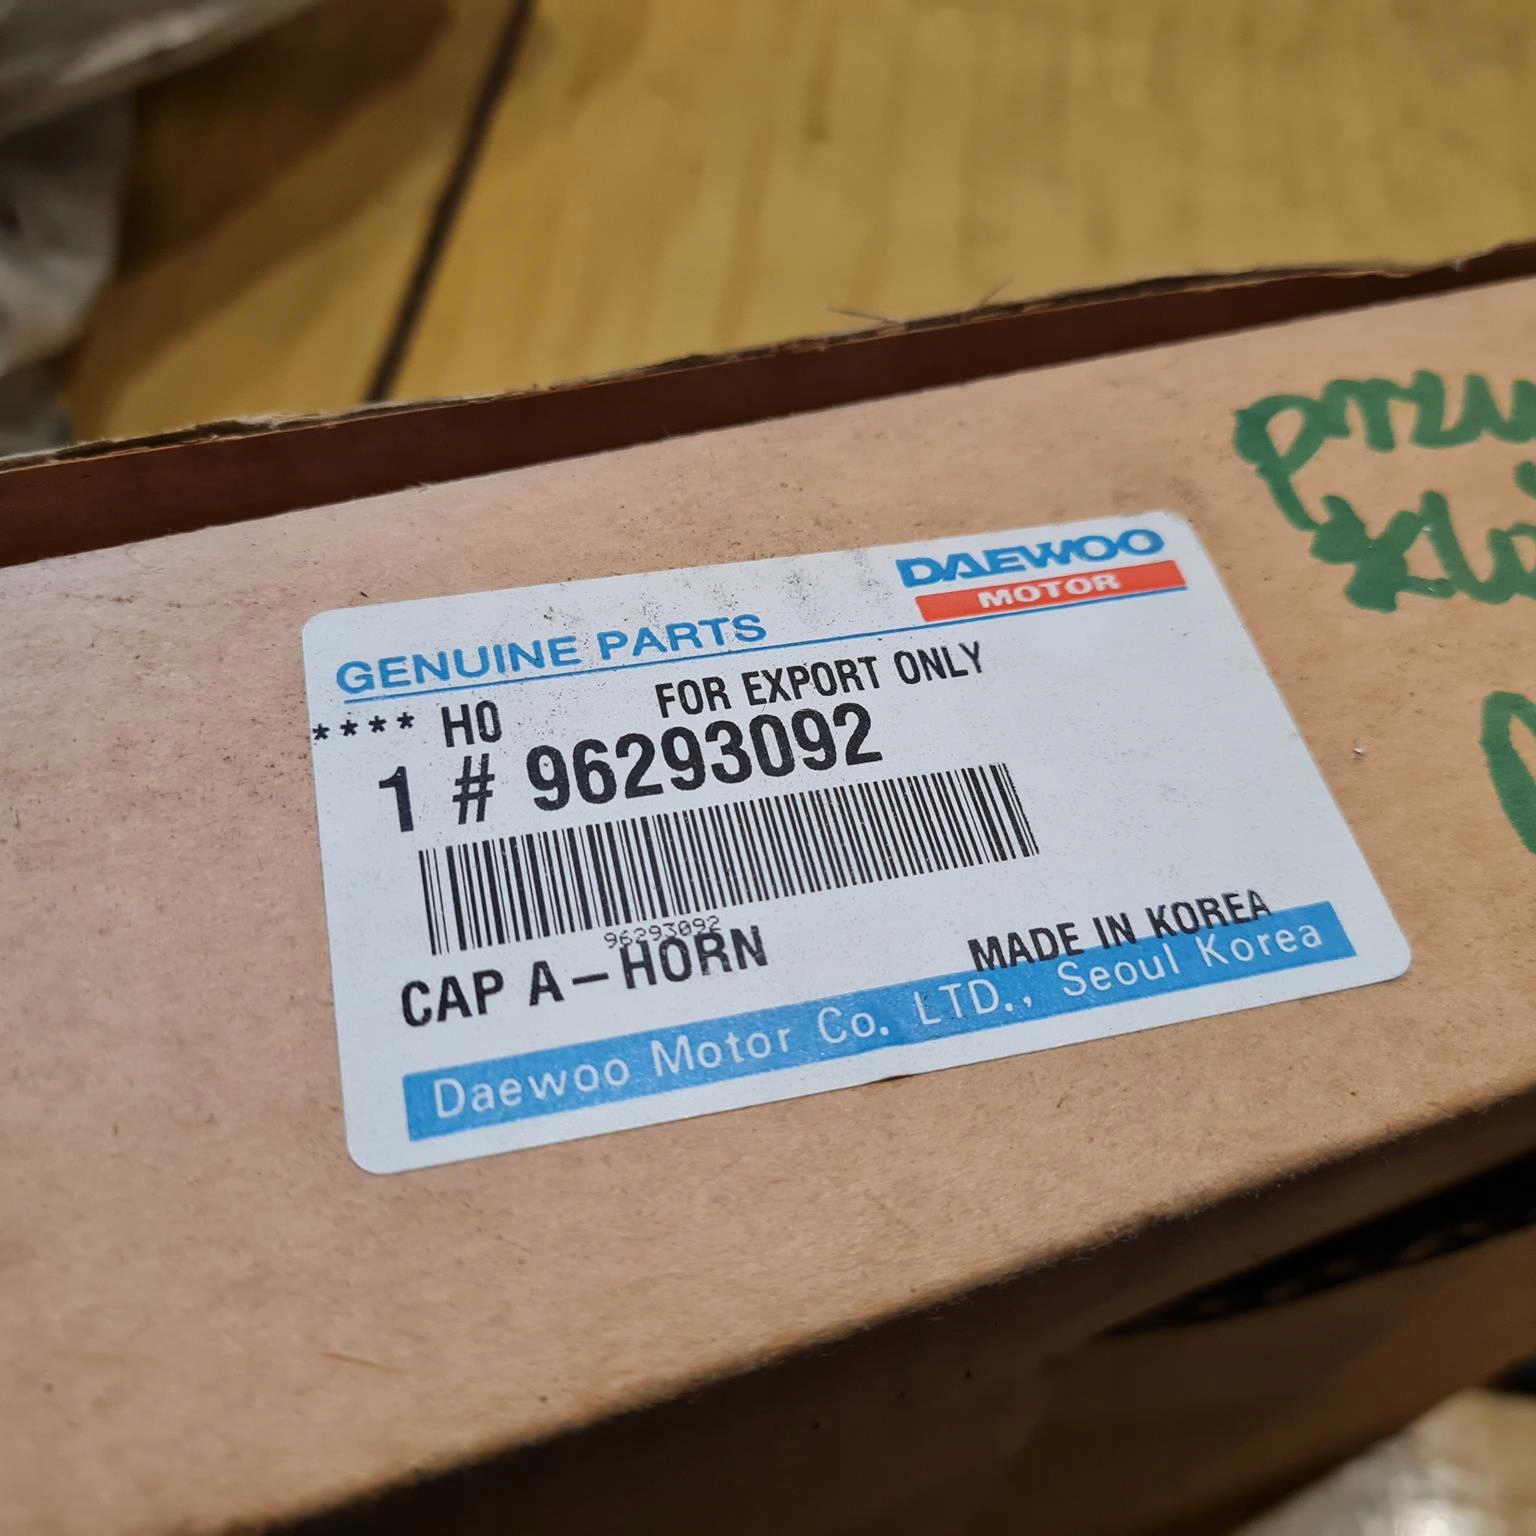 DAEWOO
MOTOR
GENUINE PARTS
FOR EXPORT ONLY
**** HO
1 # 96293092
96293092
CAP A-HORN
MADE IN KOREA
Daewoo Motor Co. LTD., Seoul Korea